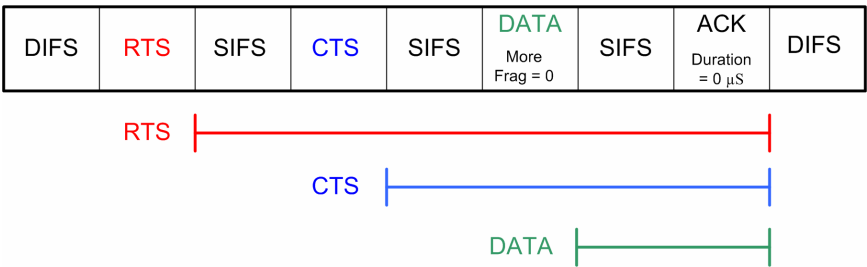 DIFS
RTS
SIFS
CTS
SIFS
DATA
More
Frag = 0
SIFS
ACK
Duration
= 0 µS
DIFS
RTS
CTS
DATA